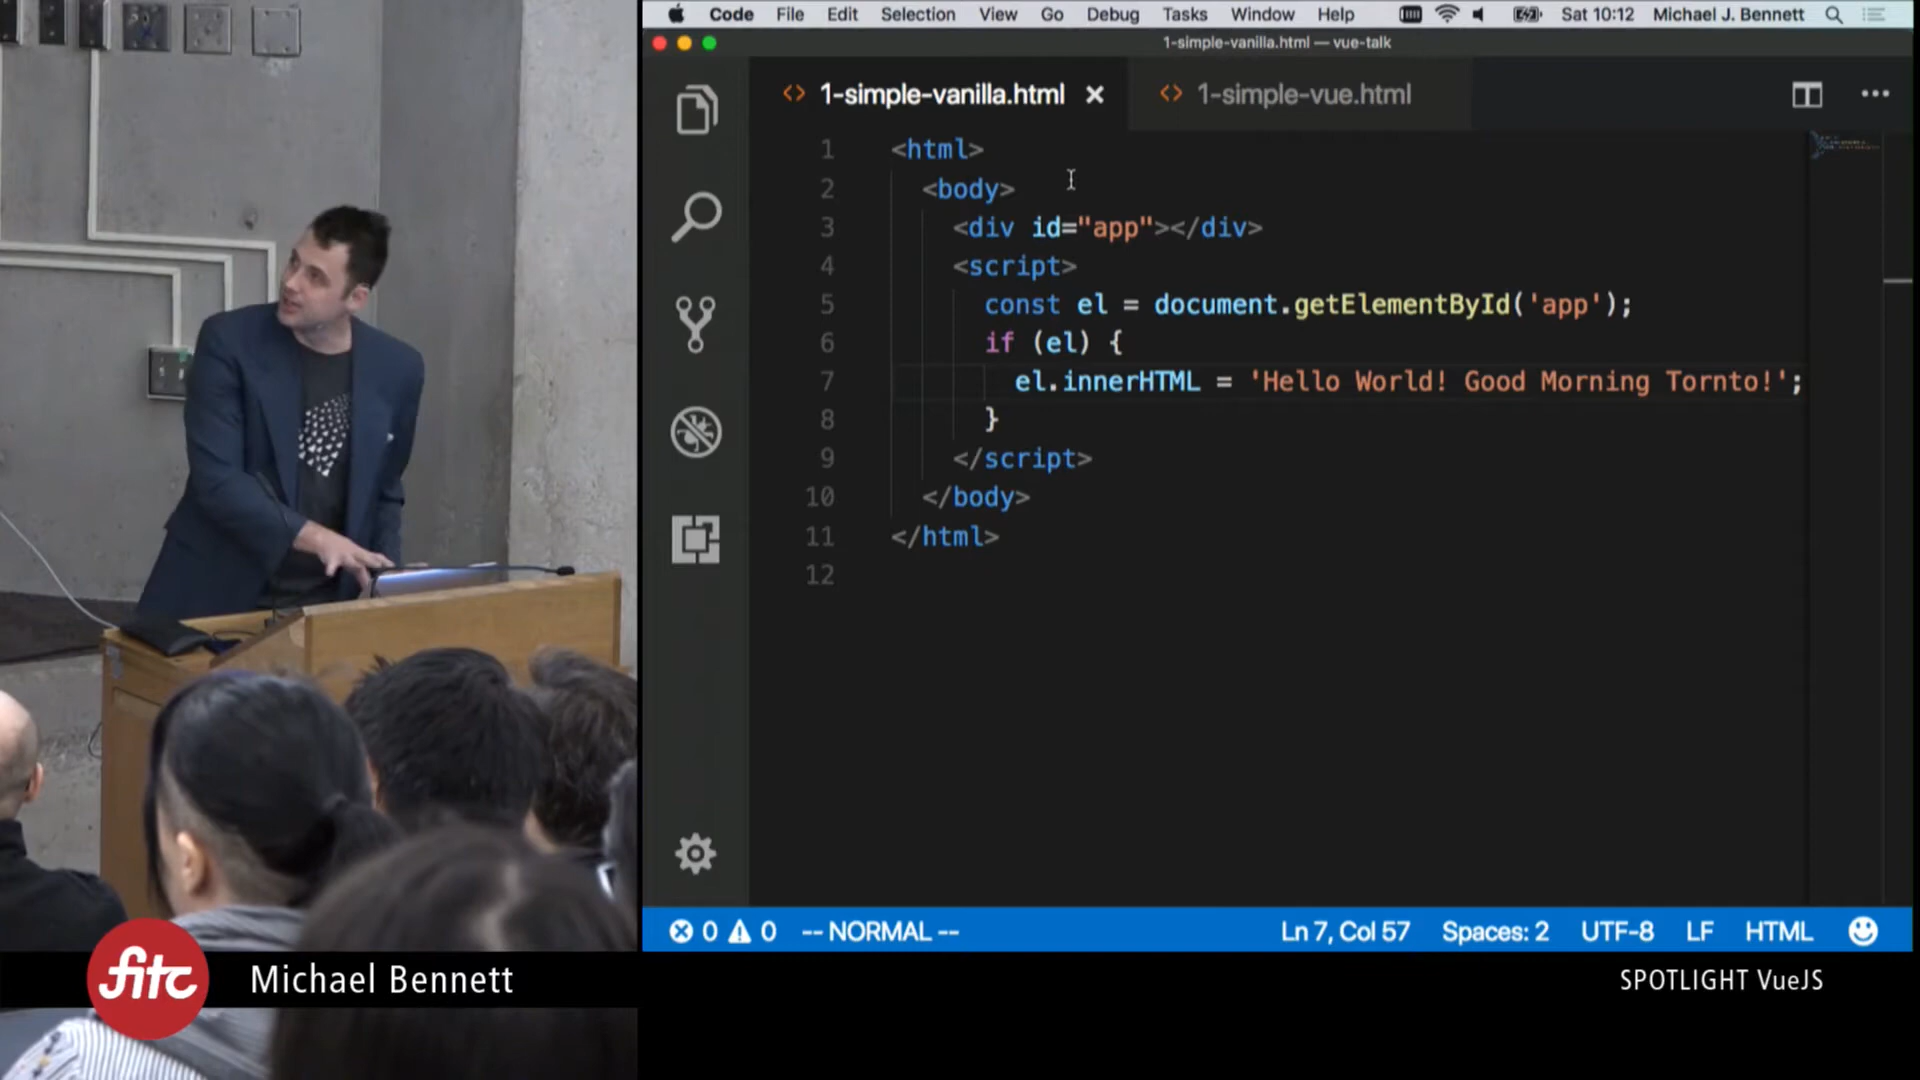 Code File Edit Selection View Go Debug Tasks Window Help Sat 10:12 Michael J. Bennett
1-simple-vanilla.html — vue-talk
1-simple-vanilla.html
1-simple-vue.html
1 <html>
2 <body>
3 <div id="app"></div>
4 <script>
5 const el = document.getElementById('app');
6 if (el) {
7 el.innerHTML = 'Hello World! Good Morning Tornto!';
8 }
9 </script>
10 </body>
11 </html>
12
0 0 -- NORMAL -- Ln 7, Col 57 Spaces: 2 UTF-8 LF HTML
fitc
Michael Bennett
SPOTLIGHT VueJS